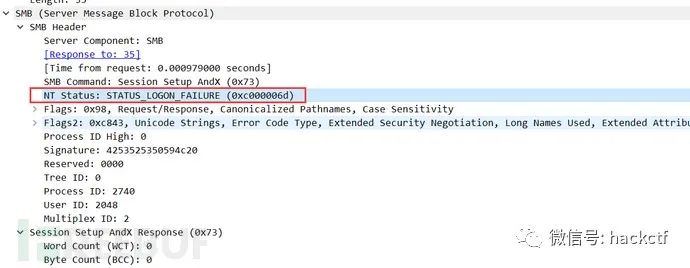 Length: 35
SMB (Server Message Block Protocol)
SMB Header
Server Component: SMB
[Response to: 35]
[Time from request: 0.000979000 seconds]
SMB Command: Session Setup AndX (0x73)
NT Status: STATUS_LOGON_FAILURE (0xc000006d)
Flags: 0x98, Request/Response, Canonicalized Pathnames, Case Sensitivity
Flags2: 0xc843, Unicode Strings, Error Code Type, Extended Security Negotiation, Long Names Used, Extended Attribu
Process ID High: 0
Signature: 4253525350594c20
Reserved: 0000
Tree ID: 0
Process ID: 2740
User ID: 2048
Multiplex ID: 2
Session Setup AndX Response (0x73)
Word Count (WCT): 0
Byte Count (BCC): 0
微信号: hackctf